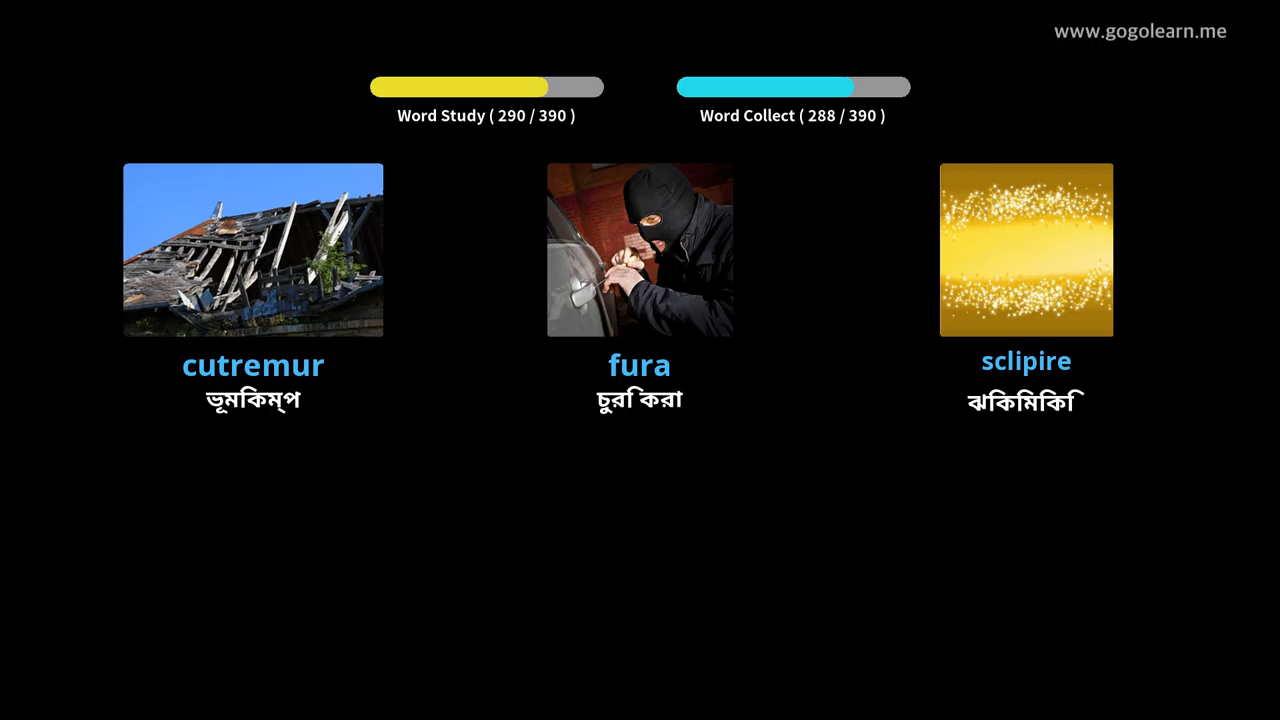 www.gogolearn.me
Word Study ( 290 / 390 )
Word Collect ( 288 / 390 )
cutremur
ভূমিকম্প
fura
চুরি করা
sclipire
ঝিকিমিকি